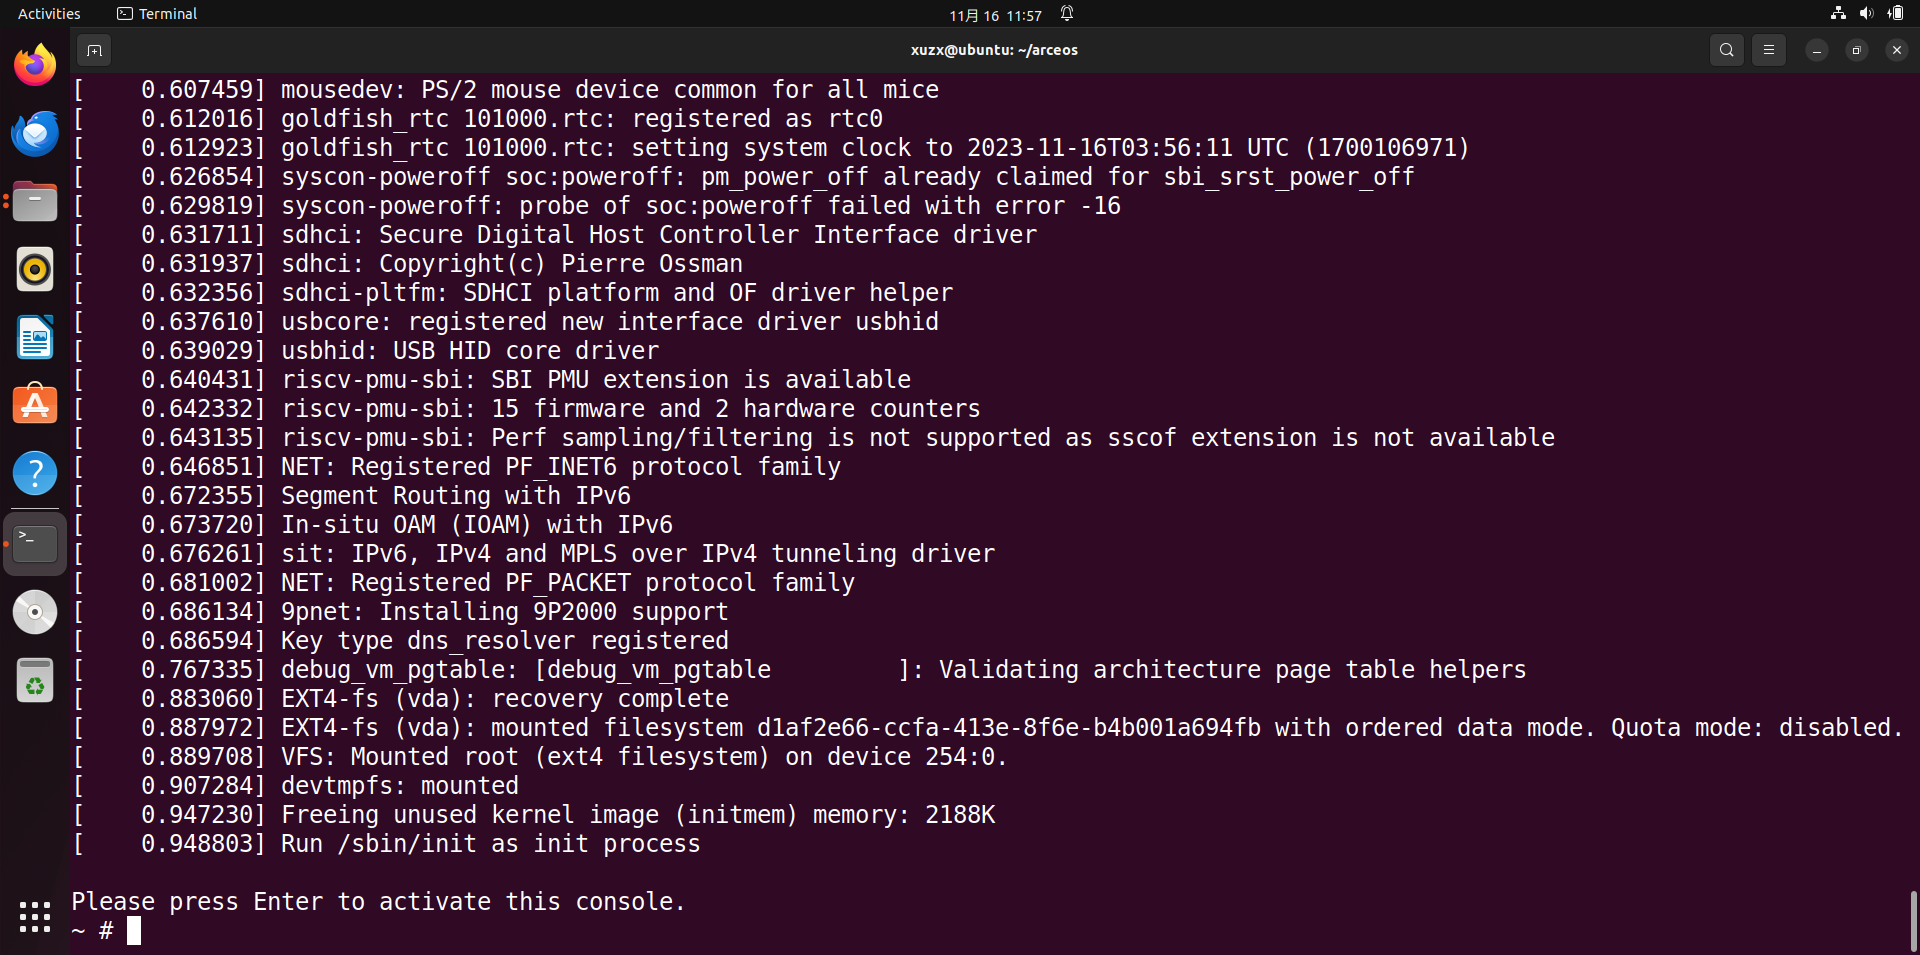 Activities Terminal 11月 16 11:57
xuzx@ubuntu: ~/arceos
[    0.607459] mousedev: PS/2 mouse device common for all mice
[    0.612016] goldfish_rtc 101000.rtc: registered as rtc0
[    0.612923] goldfish_rtc 101000.rtc: setting system clock to 2023-11-16T03:56:11 UTC (1700106971)
[    0.626854] syscon-poweroff soc:poweroff: pm_power_off already claimed for sbi_srst_power_off
[    0.629819] syscon-poweroff: probe of soc:poweroff failed with error -16
[    0.631711] sdhci: Secure Digital Host Controller Interface driver
[    0.631937] sdhci: Copyright(c) Pierre Ossman
[    0.632356] sdhci-pltfm: SDHCI platform and OF driver helper
[    0.637610] usbcore: registered new interface driver usbhid
[    0.639029] usbhid: USB HID core driver
[    0.640431] riscv-pmu-sbi: SBI PMU extension is available
[    0.642332] riscv-pmu-sbi: 15 firmware and 2 hardware counters
[    0.643135] riscv-pmu-sbi: Perf sampling/filtering is not supported as sscof extension is not available
[    0.646851] NET: Registered PF_INET6 protocol family
[    0.672355] Segment Routing with IPv6
[    0.673720] In-situ OAM (IOAM) with IPv6
[    0.676261] sit: IPv6, IPv4 and MPLS over IPv4 tunneling driver
[    0.681002] NET: Registered PF_PACKET protocol family
[    0.686134] 9pnet: Installing 9P2000 support
[    0.686594] Key type dns_resolver registered
[    0.767335] debug_vm_pgtable: [debug_vm_pgtable         ]: Validating architecture page table helpers
[    0.883060] EXT4-fs (vda): recovery complete
[    0.887972] EXT4-fs (vda): mounted filesystem d1af2e66-ccfa-413e-8f6e-b4b001a694fb with ordered data mode. Quota mode: disabled.
[    0.889708] VFS: Mounted root (ext4 filesystem) on device 254:0.
[    0.907284] devtmpfs: mounted
[    0.947230] Freeing unused kernel image (initmem) memory: 2188K
[    0.948803] Run /sbin/init as init process
Please press Enter to activate this console.
~ #